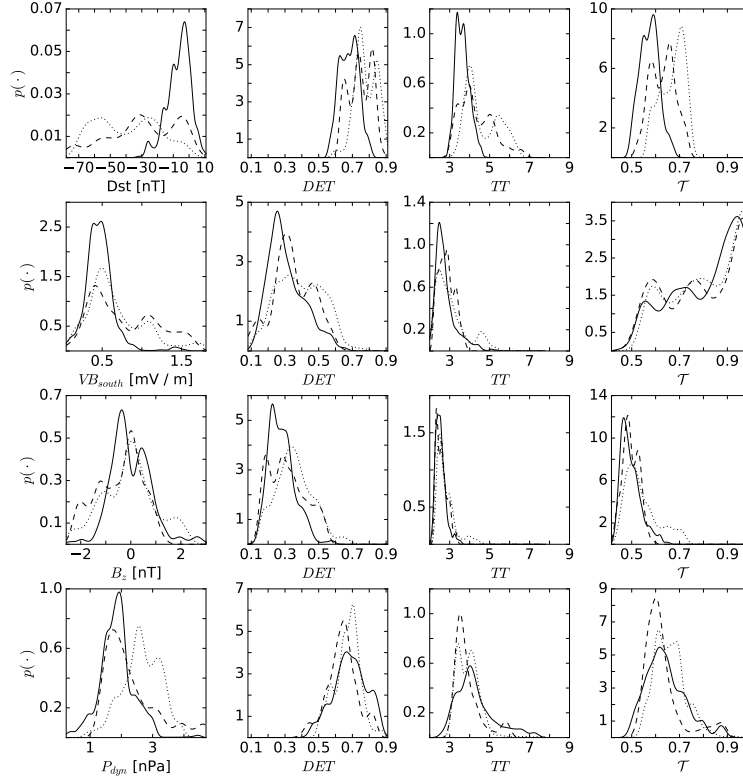 0.07
0.05
0.03
0.01
p(·)
−70 −50 −30 −10 10
Dst [nT]
7
5
3
1
0.1 0.3 0.5 0.7 0.9
DET
1.0
0.6
0.2
3 5 7 9
TT
10
6
2
0.5 0.7 0.9
𝒯
2.5
1.5
0.5
p(·)
0.5 1.5
VB_south [mV / m]
5
3
1
0.1 0.3 0.5 0.7 0.9
DET
1.4
1.0
0.6
0.2
3 5 7 9
TT
3.5
2.5
1.5
0.5
0.5 0.7 0.9
𝒯
0.7
0.5
0.3
0.1
p(·)
−2 0 2
B_z [nT]
5
3
1
0.1 0.3 0.5 0.7 0.9
DET
1.5
1.0
0.5
3 5 7 9
TT
14
10
6
2
0.5 0.7 0.9
𝒯
1.0
0.6
0.2
p(·)
1 3
P_dyn [nPa]
7
5
3
1
0.1 0.3 0.5 0.7 0.9
DET
1.0
0.6
0.2
3 5 7 9
TT
9
7
5
3
1
0.5 0.7 0.9
𝒯